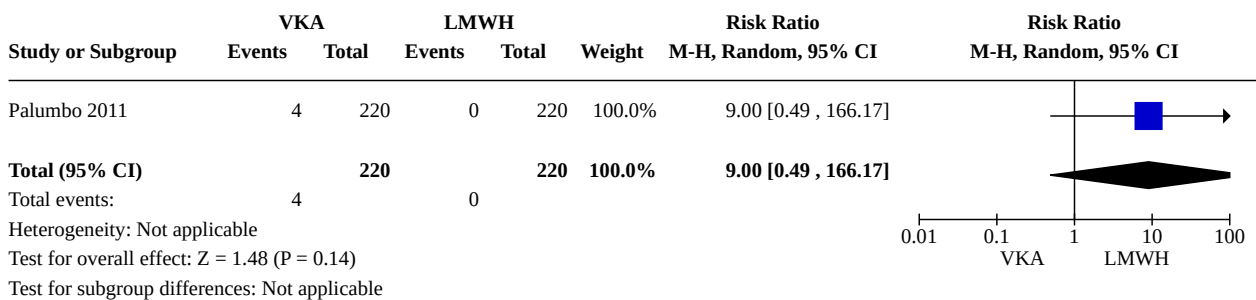 VKA LMWH Risk Ratio Risk Ratio
Study or Subgroup Events Total Events Total Weight M-H, Random, 95% CI M-H, Random, 95% CI
Palumbo 2011 4 220 0 220 100.0% 9.00 [0.49 , 166.17]
Total (95% CI) 220 220 100.0% 9.00 [0.49 , 166.17]
Total events: 4 0
Heterogeneity: Not applicable
0.01 0.1 1 10 100
Test for overall effect: Z = 1.48 (P = 0.14)
VKA LMWH
Test for subgroup differences: Not applicable